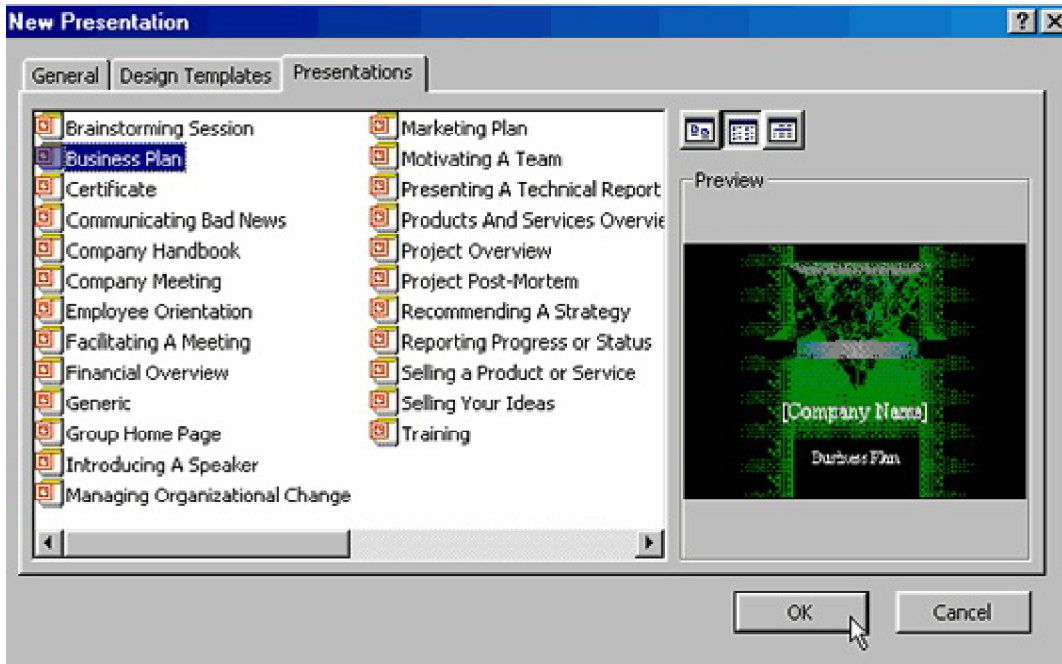 New Presentation
General
Design Templates
Presentations
Brainstorming Session
Business Plan
Certificate
Communicating Bad News
Company Handbook
Company Meeting
Employee Orientation
Facilitating A Meeting
Financial Overview
Generic
Group Home Page
Introducing A Speaker
Managing Organizational Change
Marketing Plan
Motivating A Team
Presenting A Technical Report
Products And Services Overvie
Project Overview
Project Post-Mortem
Recommending A Strategy
Reporting Progress or Status
Selling a Product or Service
Selling Your Ideas
Training
Preview
[Company Name]
Business Plan
OK
Cancel